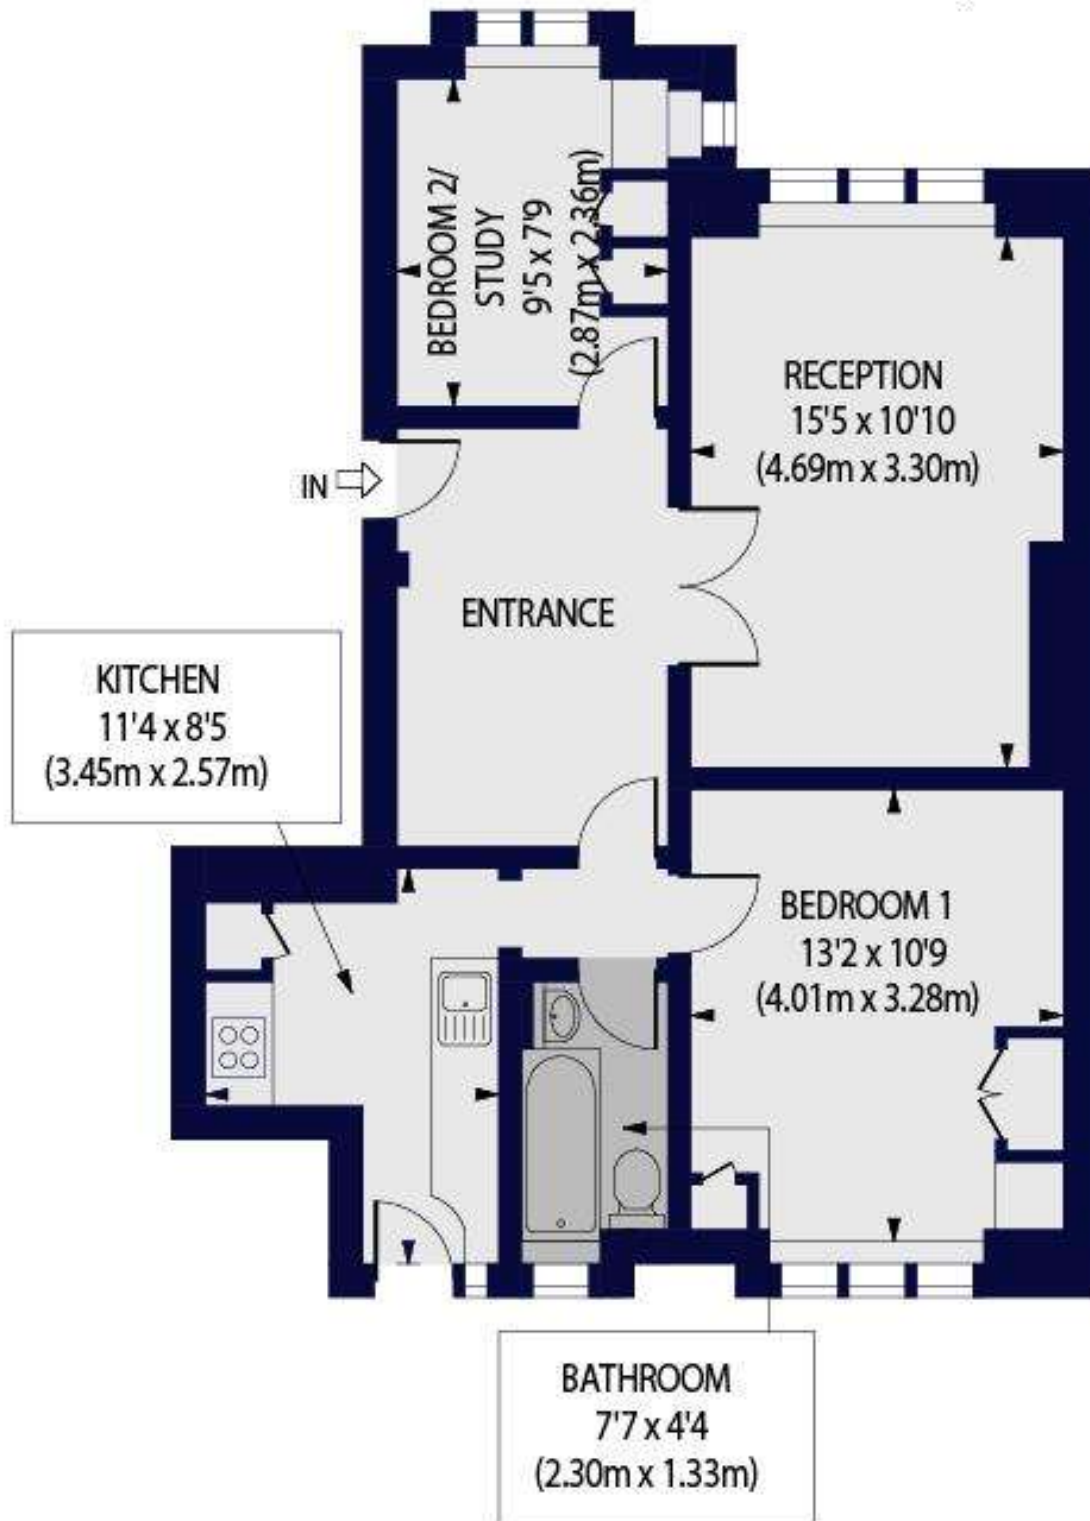 BEDROOM 2/
STUDY
9'5 x 7'9
(2.87m x 2.36m)
RECEPTION
15'5 x 10'10
(4.69m x 3.30m)
IN
ENTRANCE
KITCHEN
11'4 x 8'5
(3.45m x 2.57m)
BEDROOM 1
13'2 x 10'9
(4.01m x 3.28m)
BATHROOM
7'7 x 4'4
(2.30m x 1.33m)